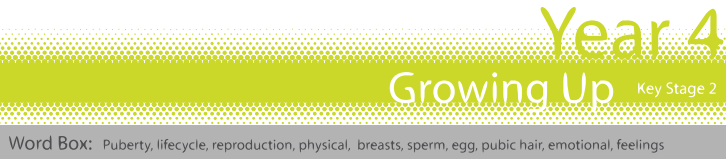 Year 4
Growing Up Key Stage 2
Word Box: Puberty, lifecycle, reproduction, physical, breasts, sperm, egg, pubic hair, emotional, feelings